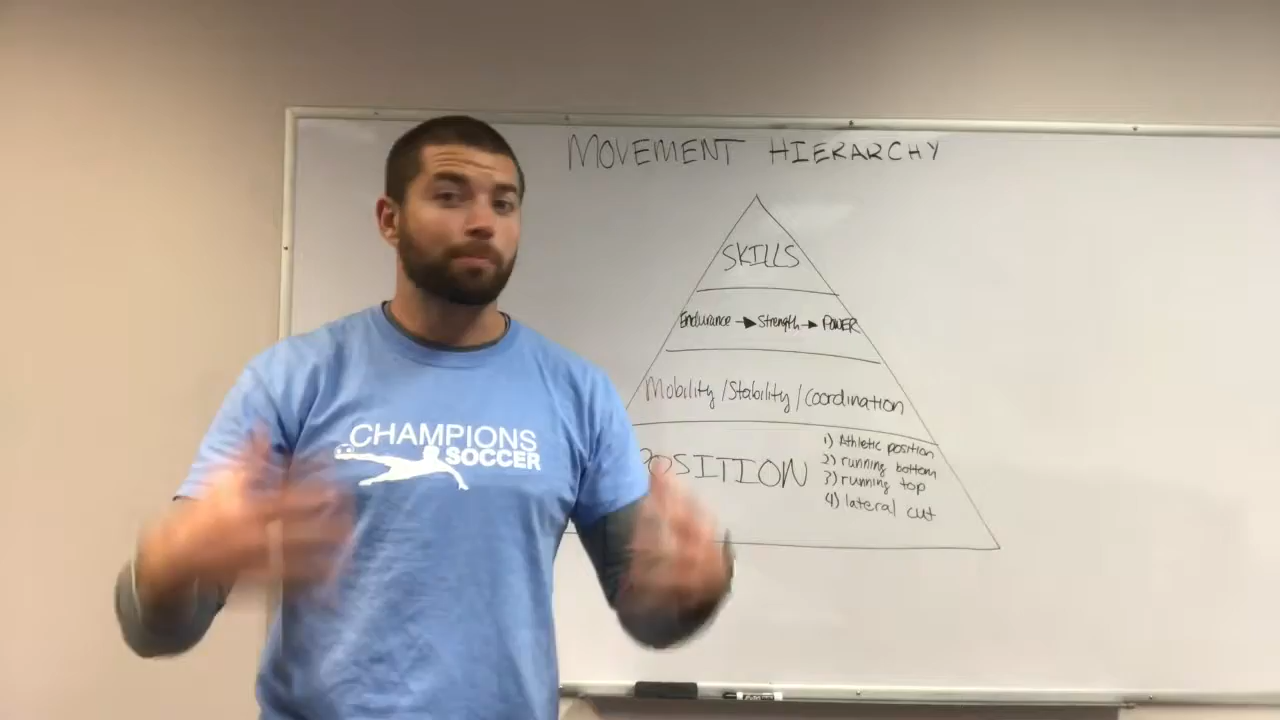 MOVEMENT HIERARCHY
SKILLS
Endurance → Strength → POWER
Mobility/Stability/Coordination
POSITION
1) Athletic position
2) running bottom
3) running top
4) lateral cut
CHAMPIONS
SOCCER